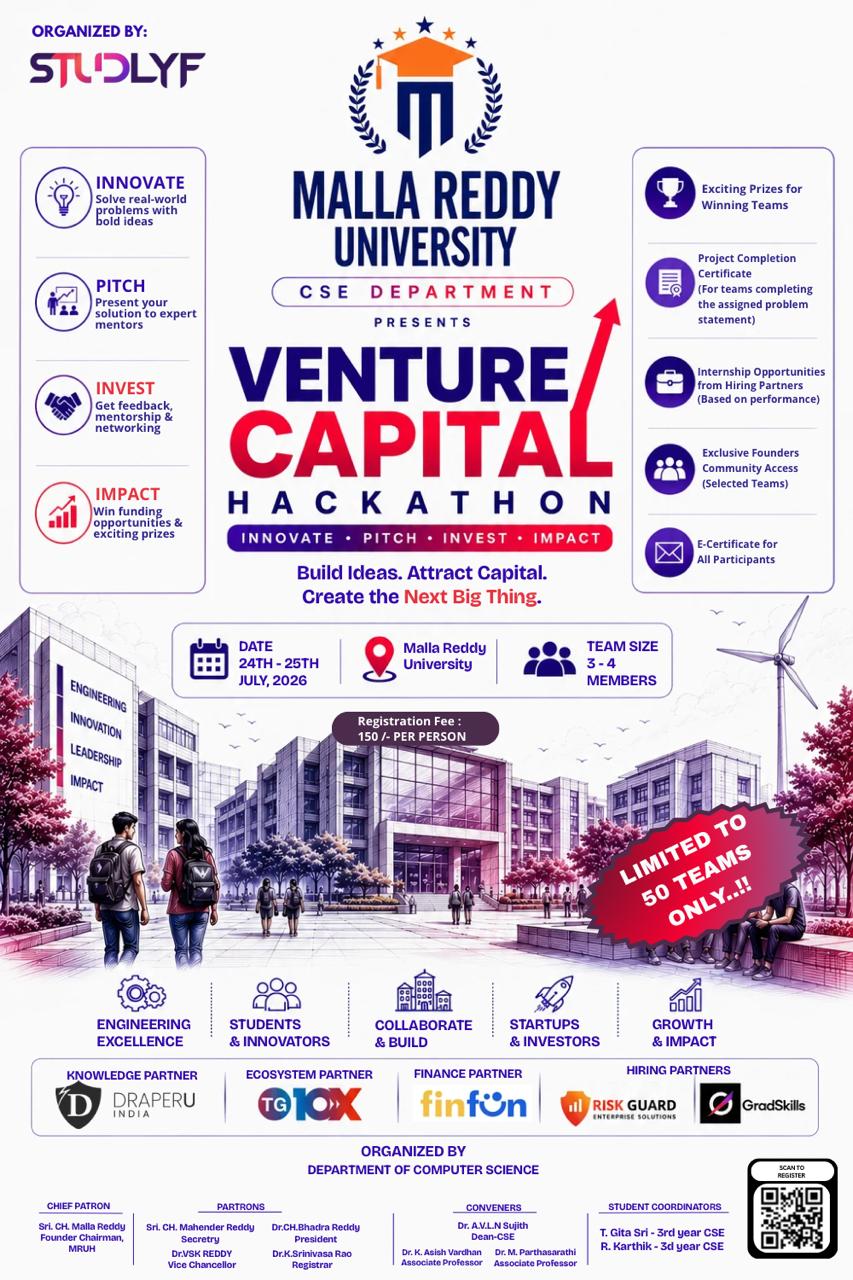 ORGANIZED BY:
STUDLYF
MALLA REDDY
UNIVERSITY
CSE DEPARTMENT
PRESENTS
VENTURE
CAPITAL
HACKATHON
INNOVATE • PITCH • INVEST • IMPACT
Build Ideas. Attract Capital.
Create the Next Big Thing.
INNOVATE
Solve real-world
problems with
bold ideas
PITCH
Present your
solution to expert
mentors
INVEST
Get feedback,
mentorship &
networking
IMPACT
Win funding
opportunities &
exciting prizes
Exciting Prizes for
Winning Teams
Project Completion
Certificate
(For teams completing
the assigned problem
statement)
Internship Opportunities
from Hiring Partners
(Based on performance)
Exclusive Founders
Community Access
(Selected Teams)
E-Certificate for
All Participants
DATE
24TH - 25TH
JULY, 2026
Malla Reddy
University
TEAM SIZE
3 - 4
MEMBERS
Registration Fee :
150 /- PER PERSON
ENGINEERING
INNOVATION
LEADERSHIP
IMPACT
LIMITED TO
50 TEAMS
ONLY..!!
ENGINEERING
EXCELLENCE
STUDENTS
& INNOVATORS
COLLABORATE
& BUILD
STARTUPS
& INVESTORS
GROWTH
& IMPACT
KNOWLEDGE PARTNER
D DRAPERU
INDIA
ECOSYSTEM PARTNER
TG10X
FINANCE PARTNER
finfun
HIRING PARTNERS
RISK GUARD
ENTERPRISE SOLUTIONS
GradSkills
ORGANIZED BY
DEPARTMENT OF COMPUTER SCIENCE
SCAN TO
REGISTER
CHIEF PATRON
Sri. CH. Malla Reddy
Founder Chairman,
MRUH
PARTRONS
Sri. CH. Mahender Reddy
Secretry
Dr.CH.Bhadra Reddy
President
Dr.VSK REDDY
Vice Chancellor
Dr.K.Srinivasa Rao
Registrar
CONVENERS
Dr. A.V.L.N Sujith
Dean-CSE
Dr. K. Asish Vardhan
Associate Professor
Dr. M. Parthasarathi
Associate Professor
STUDENT COORDINATORS
T. Gita Sri - 3rd year CSE
R. Karthik - 3d year CSE